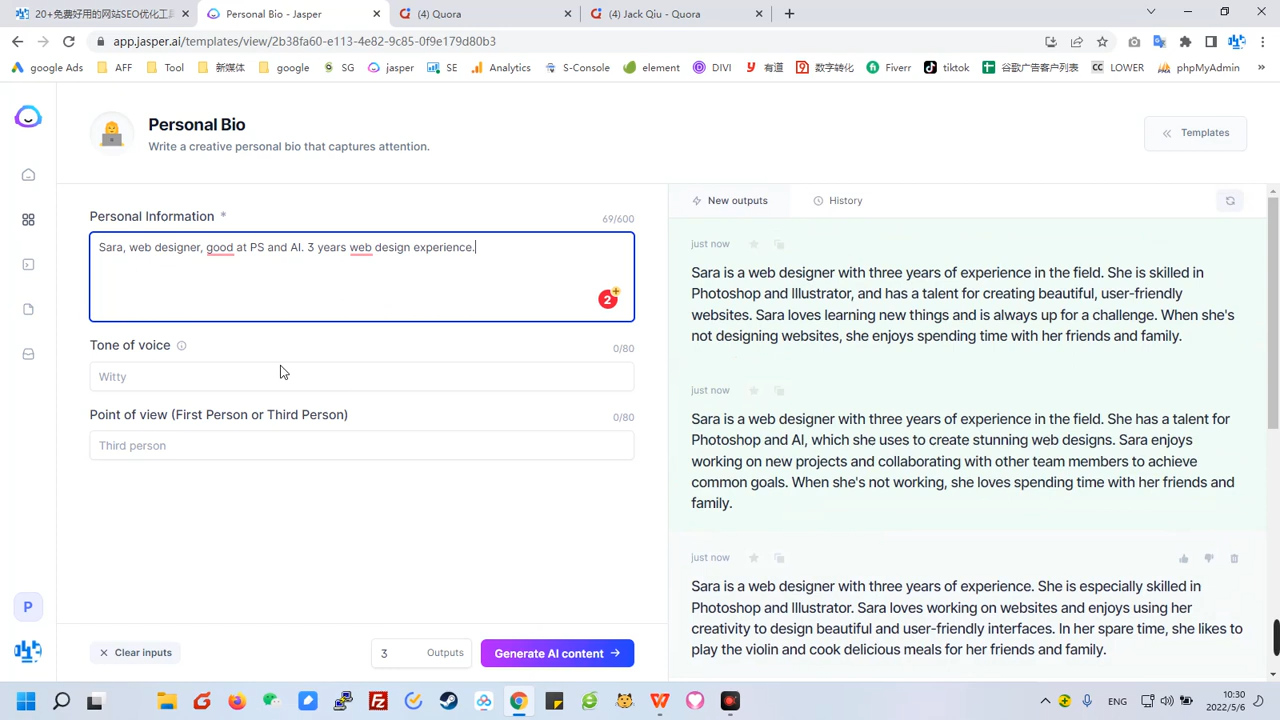 20+免费好用的网站SEO优化工具
Personal Bio - Jasper
(4) Quora
(4) Jack Qiu - Quora
app.jasper.ai/templates/view/2b38fa60-e113-4e82-9c85-0f9e179d80b3
google Ads
AFF
Tool
新媒体
google
SG
jasper
SE
Analytics
S-Console
element
DIVI
有道
数字转化
Fiverr
tiktok
谷歌广告客户列表
CC LOWER
phpMyAdmin
Personal Bio
Write a creative personal bio that captures attention.
Templates
Personal Information *
69/600
Sara, web designer, good at PS and AI. 3 years web design experience.
2
Tone of voice
0/80
Witty
Point of view (First Person or Third Person)
0/80
Third person
Clear inputs
3 Outputs
Generate AI content
P
New outputs
History
just now
Sara is a web designer with three years of experience in the field. She is skilled in
Photoshop and Illustrator, and has a talent for creating beautiful, user-friendly
websites. Sara loves learning new things and is always up for a challenge. When she's
not designing websites, she enjoys spending time with her friends and family.
just now
Sara is a web designer with three years of experience in the field. She has a talent for
Photoshop and AI, which she uses to create stunning web designs. Sara enjoys
working on new projects and collaborating with other team members to achieve
common goals. When she's not working, she loves spending time with her friends and
family.
just now
Sara is a web designer with three years of experience. She is especially skilled in
Photoshop and Illustrator. Sara loves working on websites and enjoys using her
creativity to design beautiful and user-friendly interfaces. In her spare time, she likes to
play the violin and cook delicious meals for her friends and family.
ENG
10:30
2022/5/6